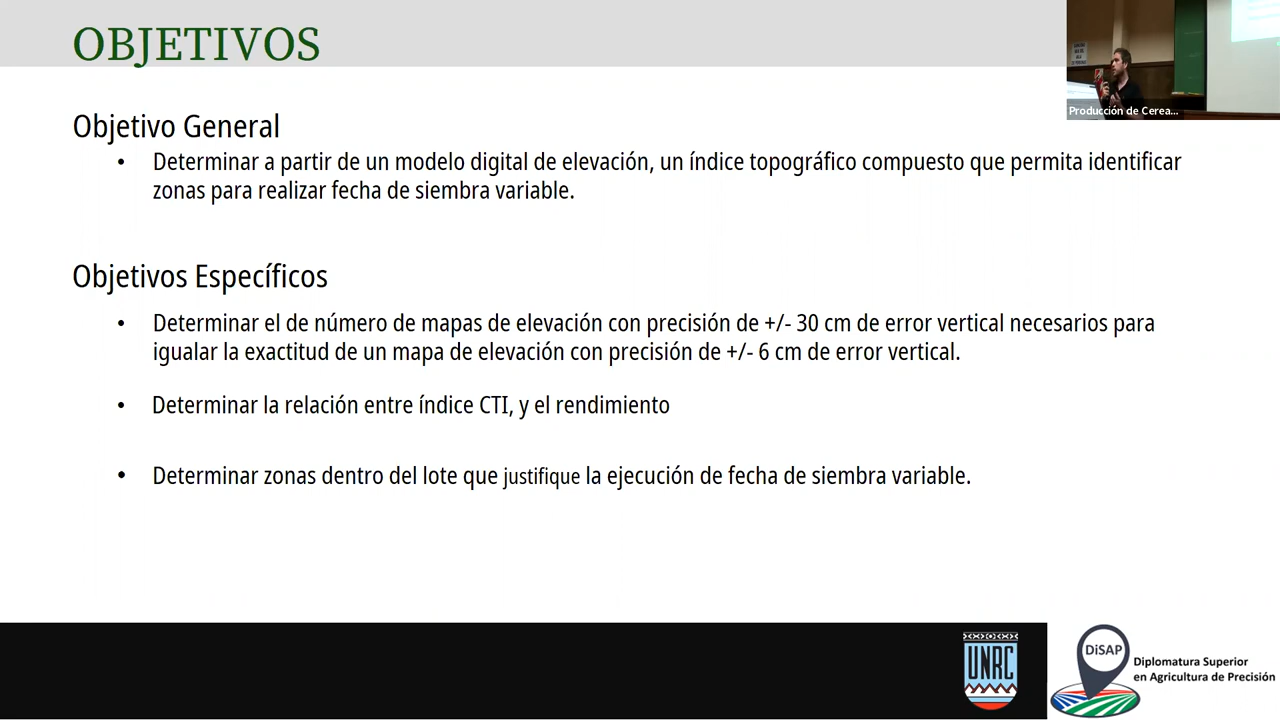 OBJETIVOS
Objetivo General
• Determinar a partir de un modelo digital de elevación, un índice topográfico compuesto que permita identificar
zonas para realizar fecha de siembra variable.
Objetivos Específicos
• Determinar el de número de mapas de elevación con precisión de +/- 30 cm de error vertical necesarios para
igualar la exactitud de un mapa de elevación con precisión de +/- 6 cm de error vertical.
• Determinar la relación entre índice CTI, y el rendimiento
• Determinar zonas dentro del lote que justifique la ejecución de fecha de siembra variable.
Producción de Cerea...
UNRC
DiSAP
Diplomatura Superior
en Agricultura de Precisión